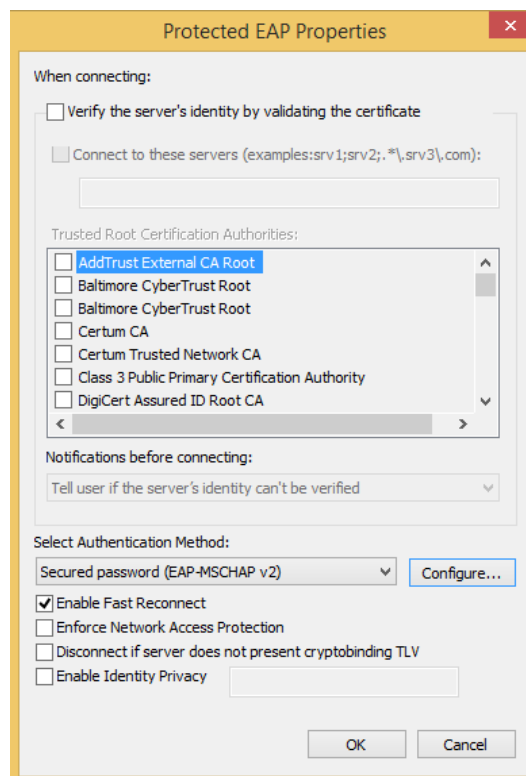 Protected EAP Properties
When connecting:
Verify the server's identity by validating the certificate
Connect to these servers (examples:srv1;srv2;.*\.srv3\.com):
Trusted Root Certification Authorities:
AddTrust External CA Root
Baltimore CyberTrust Root
Baltimore CyberTrust Root
Certum CA
Certum Trusted Network CA
Class 3 Public Primary Certification Authority
DigiCert Assured ID Root CA
Notifications before connecting:
Tell user if the server's identity can't be verified
Select Authentication Method:
Secured password (EAP-MSCHAP v2)
Configure...
Enable Fast Reconnect
Enforce Network Access Protection
Disconnect if server does not present cryptobinding TLV
Enable Identity Privacy
OK
Cancel